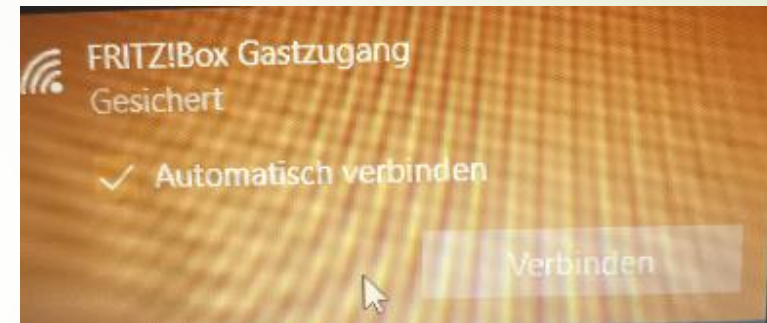 FRITZ!Box Gastzugang
Gesichert
Automatisch verbinden
Verbinden